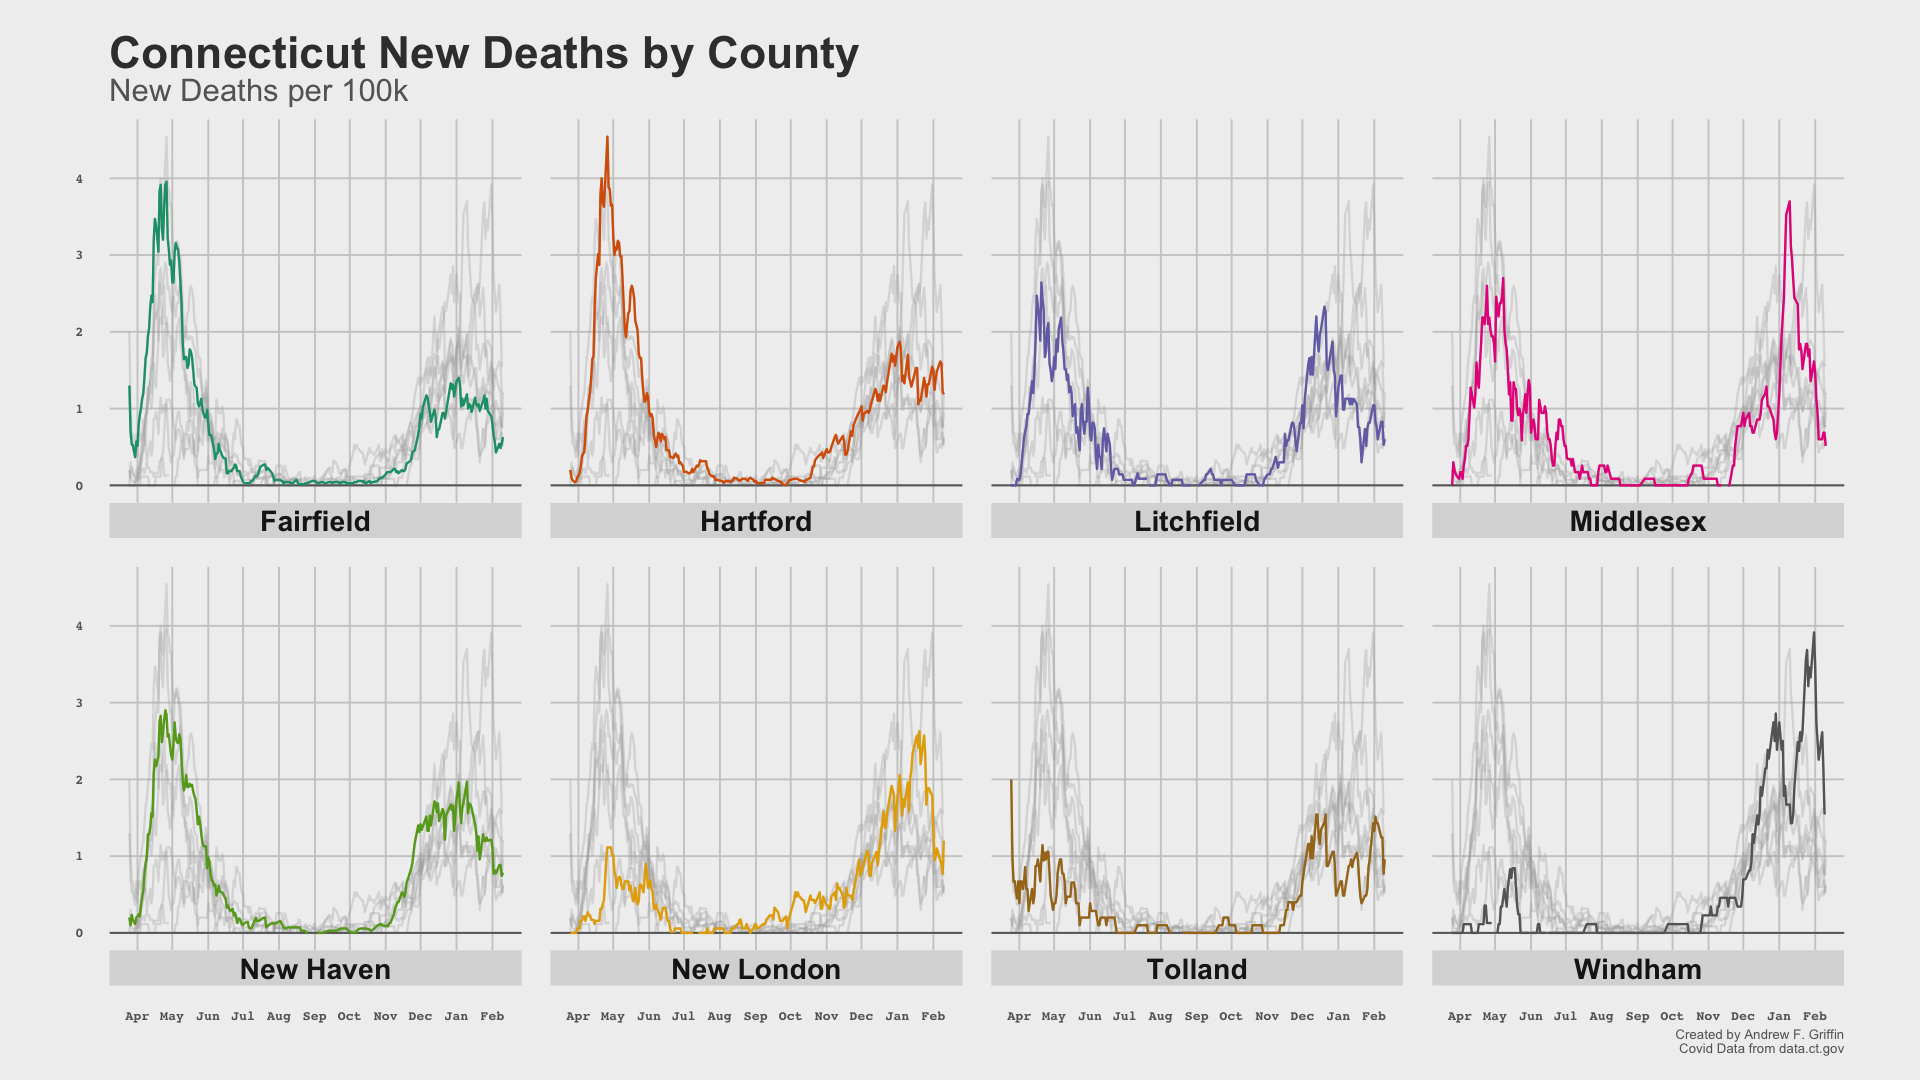 Connecticut New Deaths by County
New Deaths per 100k
4
3
2
1
0
Fairfield Hartford Litchfield Middlesex
4
3
2
1
0
New Haven New London Tolland Windham
Apr May Jun Jul Aug Sep Oct Nov Dec Jan Feb Apr May Jun Jul Aug Sep Oct Nov Dec Jan Feb Apr May Jun Jul Aug Sep Oct Nov Dec Jan Feb Apr May Jun Jul Aug Sep Oct Nov Dec Jan Feb
Created by Andrew F. Griffin
Covid Data from data.ct.gov